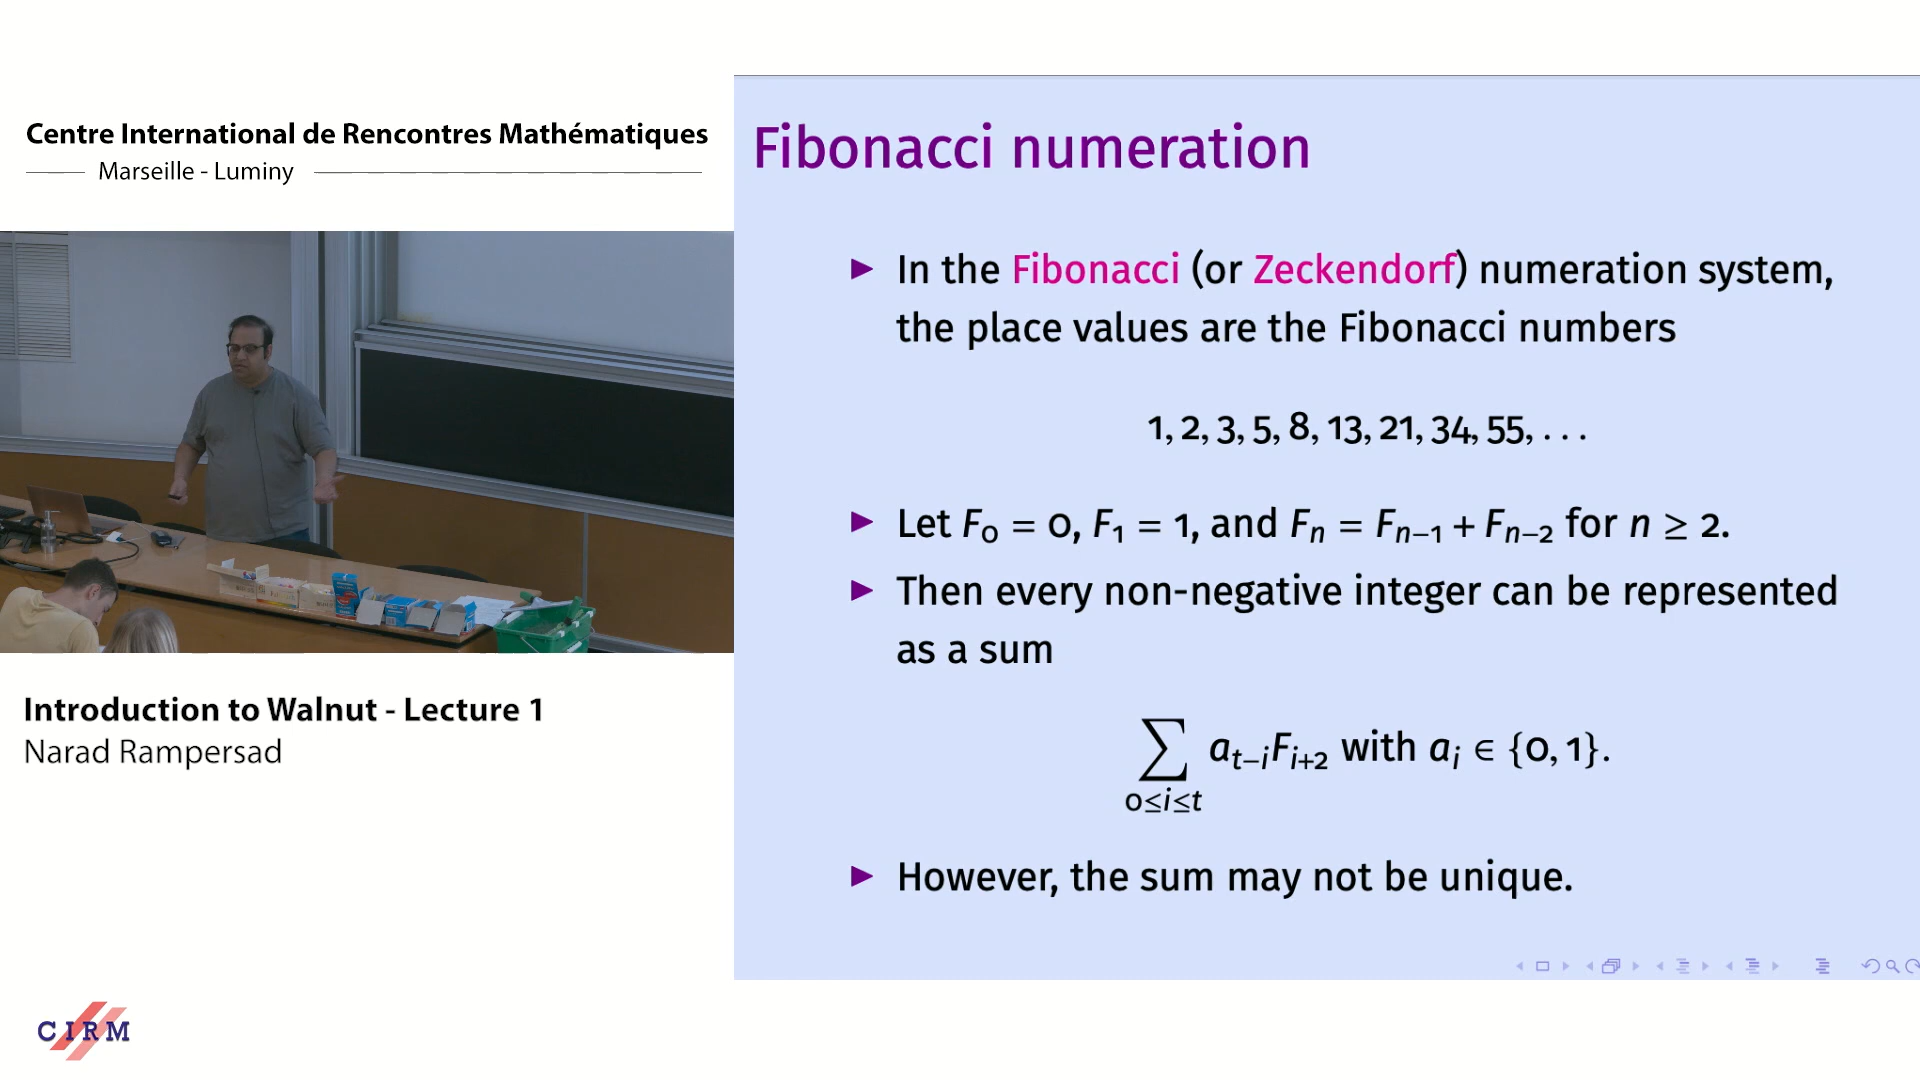 Centre International de Rencontres Mathématiques
Marseille - Luminy
Introduction to Walnut - Lecture 1
Narad Rampersad
CIRM
Fibonacci numeration
▶ In the Fibonacci (or Zeckendorf) numeration system,
the place values are the Fibonacci numbers
1, 2, 3, 5, 8, 13, 21, 34, 55, . . .
▶ Let F₀ = 0, F₁ = 1, and Fₙ = Fₙ₋₁ + Fₙ₋₂ for n ≥ 2.
▶ Then every non-negative integer can be represented
as a sum
∑ a_{t−i}F_{i+2} with a_i ∈ {0, 1}.
0≤i≤t
▶ However, the sum may not be unique.